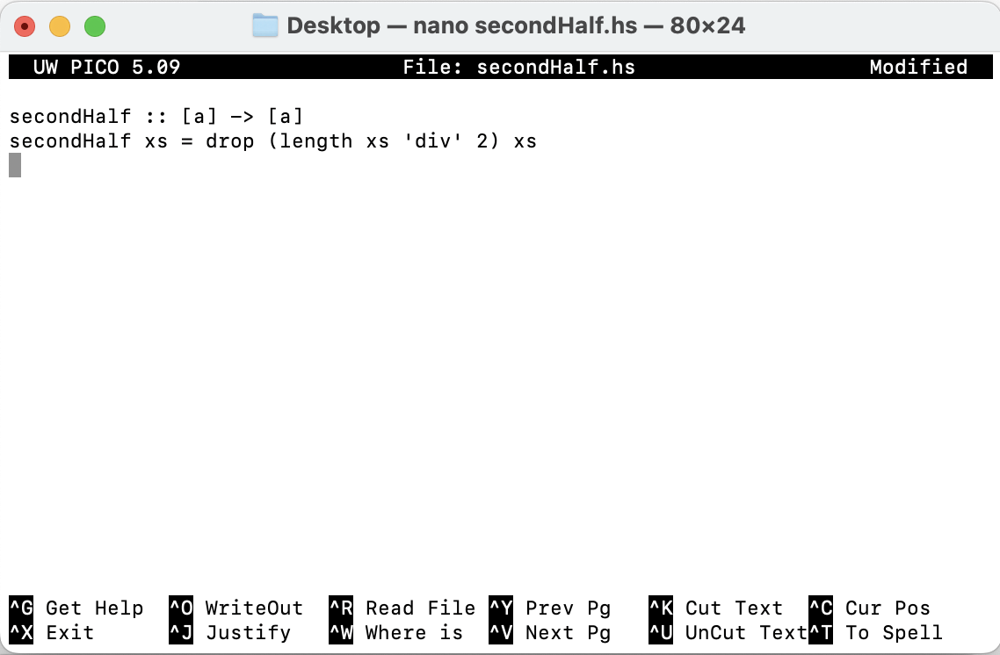 Desktop — nano secondHalf.hs — 80×24
UW PICO 5.09 File: secondHalf.hs Modified
secondHalf :: [a] -> [a]
secondHalf xs = drop (length xs 'div' 2) xs
^G Get Help ^O WriteOut ^R Read File ^Y Prev Pg ^K Cut Text ^C Cur Pos
^X Exit ^J Justify ^W Where is ^V Next Pg ^U UnCut Text^T To Spell